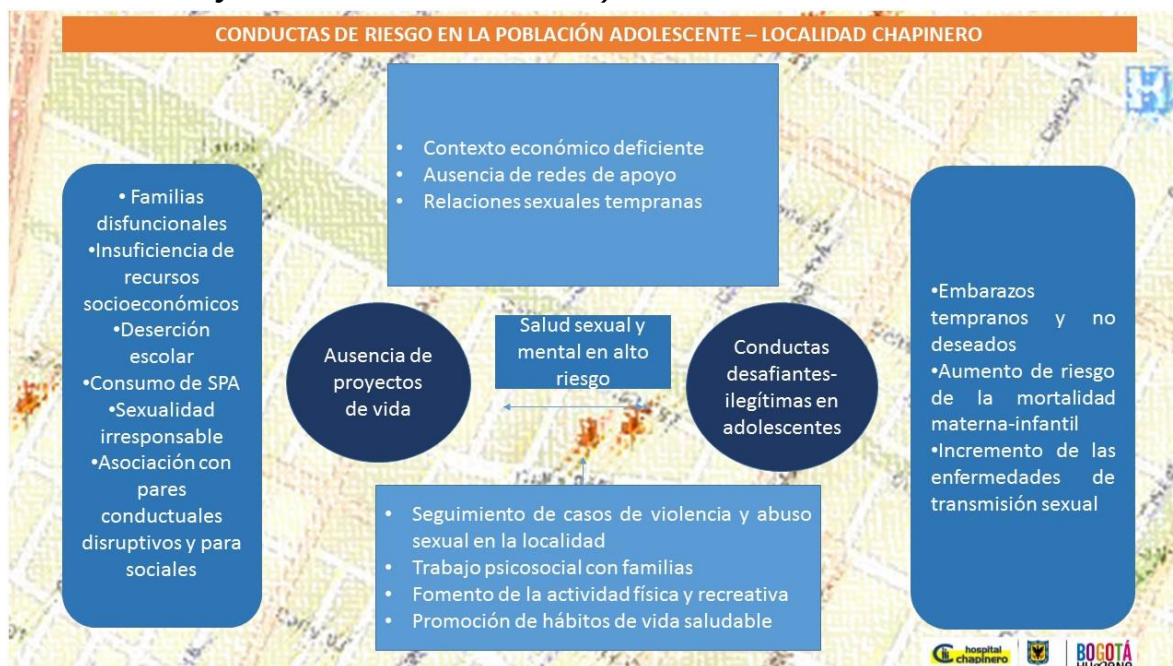 CONDUCTAS DE RIESGO EN LA POBLACIÓN ADOLESCENTE – LOCALIDAD CHAPINERO
• Contexto económico deficiente
• Ausencia de redes de apoyo
• Relaciones sexuales tempranas
• Familias
disfuncionales
•Insuficiencia de
recursos
socioeconómicos
•Deserción
escolar
•Consumo de SPA
•Sexualidad
irresponsable
•Asociación con
pares
conductuales
disruptivos y para
sociales
Ausencia de
proyectos
de vida
Salud sexual y
mental en alto
riesgo
Conductas
desafiantes-
ilegítimas en
adolescentes
•Embarazos
tempranos y no
deseados
•Aumento de riesgo
de la mortalidad
materna-infantil
•Incremento de las
enfermedades de
transmisión sexual
• Seguimiento de casos de violencia y abuso
sexual en la localidad
• Trabajo psicosocial con familias
• Fomento de la actividad física y recreativa
• Promoción de hábitos de vida saludable
hospital
chapinero
BOGOTÁ